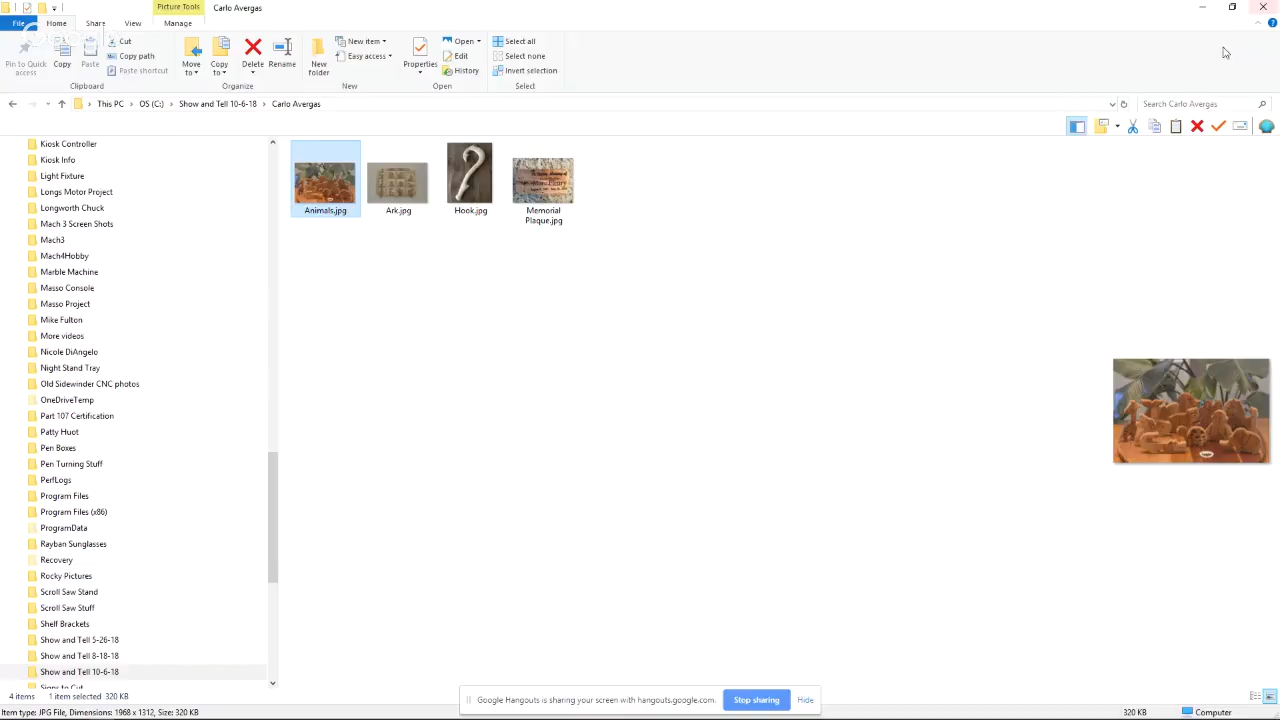 Picture Tools
Carlo Avergas
File
Home
Share
View
Manage
Pin to Quick access
Copy
Paste
Cut
Copy path
Paste shortcut
Clipboard
Move to
Copy to
Delete
Rename
Organize
New folder
New item
Easy access
New
Properties
Open
Edit
History
Open
Select all
Select none
Invert selection
Select
This PC
OS (C:)
Show and Tell 10-6-18
Carlo Avergas
Search Carlo Avergas
Kiosk Controller
Kiosk Info
Light Fixture
Longs Motor Project
Longworth Chuck
Mach 3 Screen Shots
Mach3
Mach4Hobby
Marble Machine
Masso Console
Masso Project
Mike Fulton
More videos
Nicole DiAngelo
Night Stand Tray
Old Sidewinder CNC photos
OneDriveTemp
Part 107 Certification
Patty Huot
Pen Boxes
Pen Turning Stuff
PerfLogs
Program Files
Program Files (x86)
ProgramData
Rayban Sunglasses
Recovery
Rocky Pictures
Scroll Saw Stand
Scroll Saw Stuff
Shelf Brackets
Show and Tell 5-26-18
Show and Tell 8-18-18
Show and Tell 10-6-18
Signs to Cut
Animals.jpg
Ark.jpg
Hook.jpg
Memorial
Plaque.jpg
Google Hangouts is sharing your screen with hangouts.google.com.
Stop sharing
Hide
4 items
1 item selected 320 KB
Item type: JPG File, Dimensions: 1968 x 1312, Size: 320 KB
320 KB
Computer